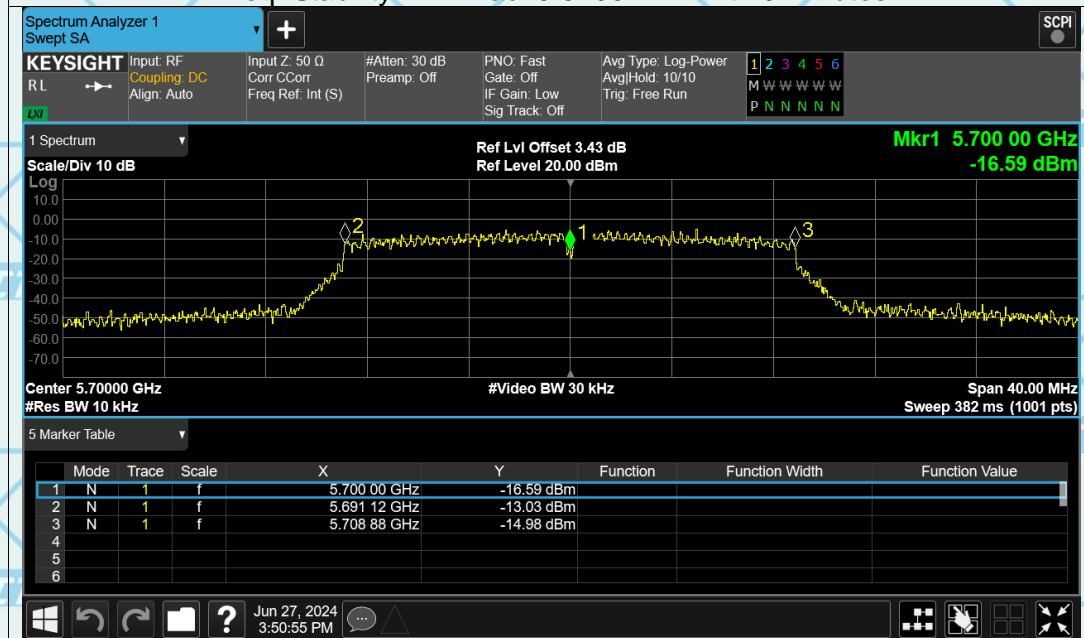 Spectrum Analyzer 1
Swept SA
+
SCPI
KEYSIGHT
RL
LXI
Input: RF
Coupling: DC
Align: Auto
Input Z: 50 Ω
Corr CCorr
Freq Ref: Int (S)
#Atten: 30 dB
Preamp: Off
PNO: Fast
Gate: Off
IF Gain: Low
Sig Track: Off
Avg Type: Log-Power
Avg|Hold: 10/10
Trig: Free Run
1 2 3 4 5 6
M W W W W W
P N N N N N
1 Spectrum
Scale/Div 10 dB
Ref Lvl Offset 3.43 dB
Ref Level 20.00 dBm
Mkr1 5.700 00 GHz
-16.59 dBm
Log
10.0
0.00
-10.0
-20.0
-30.0
-40.0
-50.0
-60.0
-70.0
2
1
3
Center 5.70000 GHz
#Video BW 30 kHz
Span 40.00 MHz
#Res BW 10 kHz
Sweep 382 ms (1001 pts)
5 Marker Table
Mode Trace Scale X Y Function Function Width Function Value
1 N 1 f 5.700 00 GHz -16.59 dBm
2 N 1 f 5.691 12 GHz -13.03 dBm
3 N 1 f 5.708 88 GHz -14.98 dBm
4
5
6
?
Jun 27, 2024
3:50:55 PM